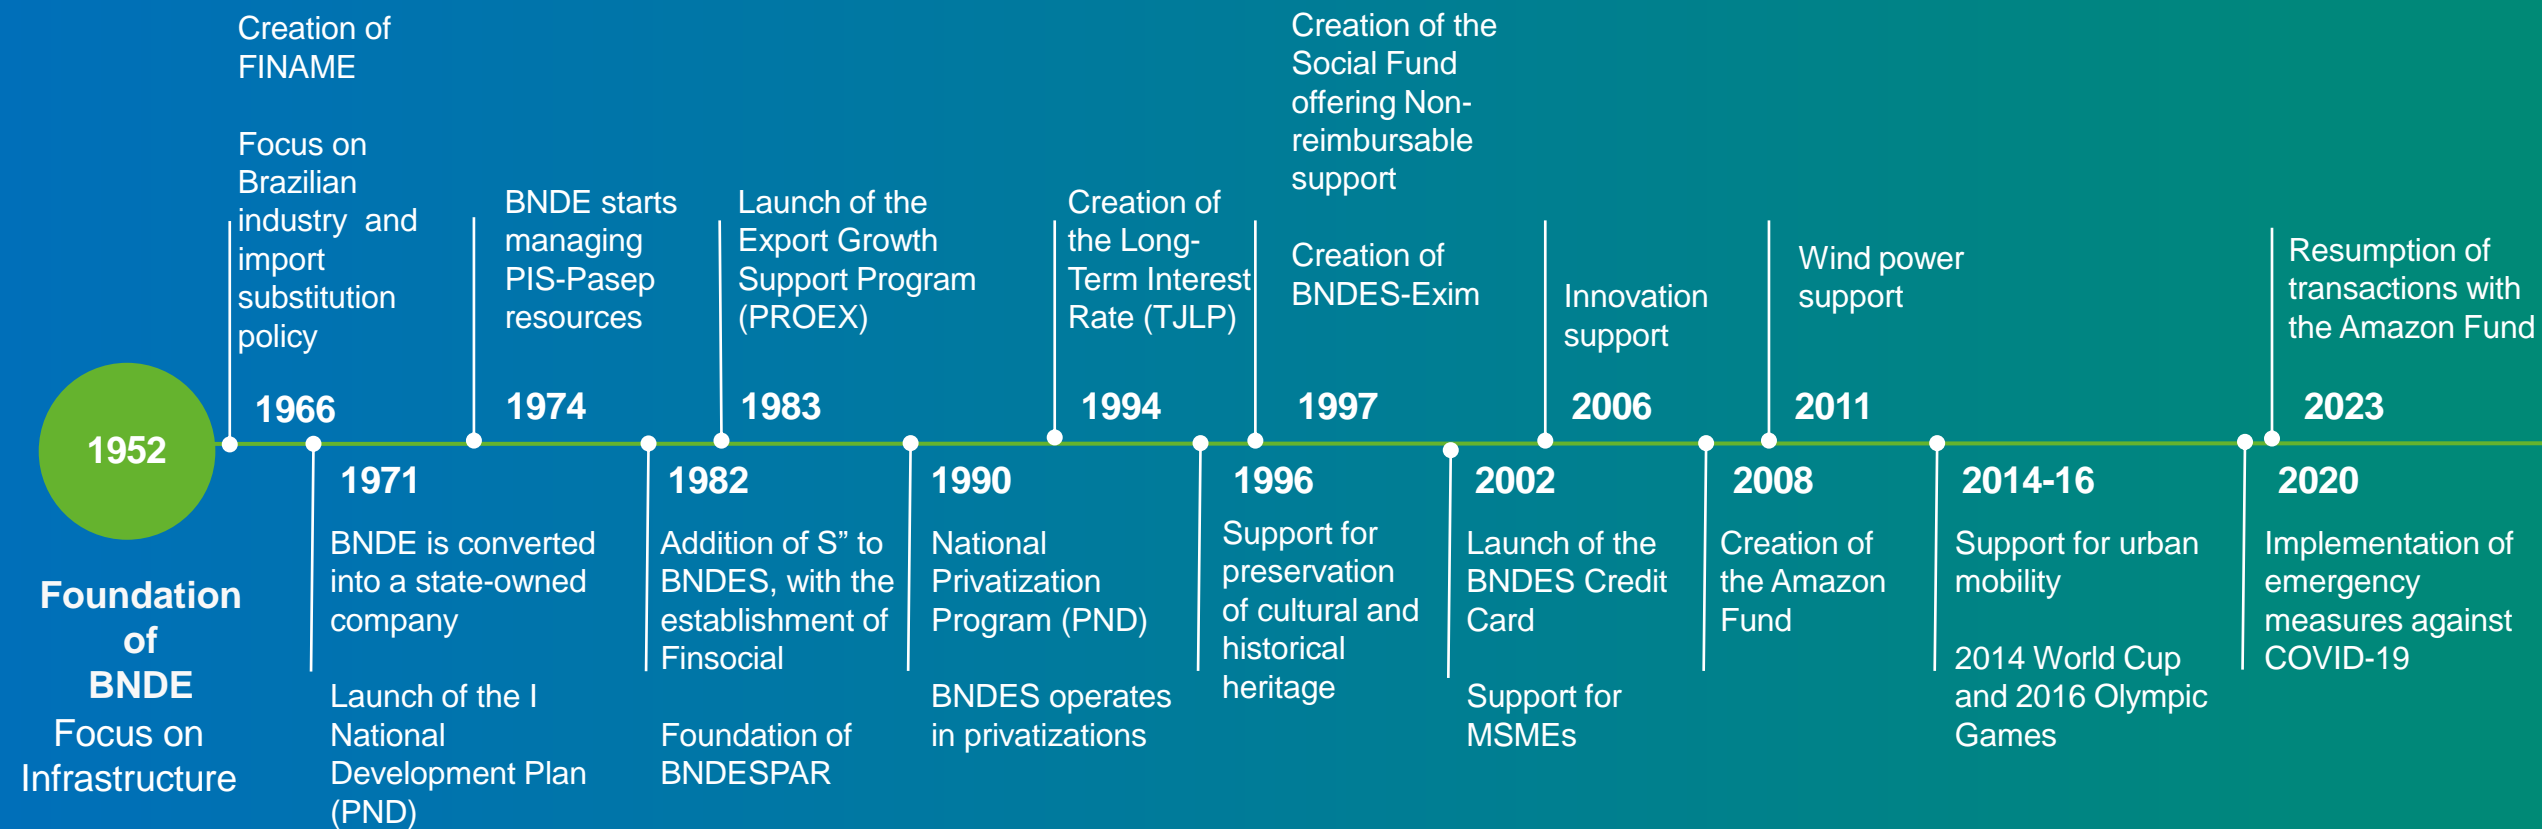 1952
Foundation
of
BNDE
Focus on
Infrastructure
Creation of
FINAME
Focus on
Brazilian
industry and
import
substitution
policy
1966
1971
BNDE is converted
into a state-owned
company
Launch of the I
National
Development Plan
(PND)
BNDE starts
managing
PIS-Pasep
resources
1974
1982
Addition of S” to
BNDES, with the
establishment of
Finsocial
Foundation of
BNDESPAR
Launch of the
Export Growth
Support Program
(PROEX)
1983
1990
National
Privatization
Program (PND)
BNDES operates
in privatizations
Creation of
the Long-
Term Interest
Rate (TJLP)
1994
1996
Support for
preservation
of cultural and
historical
heritage
Creation of the
Social Fund
offering Non-
reimbursable
support
Creation of
BNDES-Exim
1997
2002
Launch of the
BNDES Credit
Card
Support for
MSMEs
Innovation
support
2006
2008
Creation of
the Amazon
Fund
Wind power
support
2011
2014-16
Support for urban
mobility
2014 World Cup
and 2016 Olympic
Games
2020
Implementation of
emergency
measures against
COVID-19
Resumption of
transactions with
the Amazon Fund
2023